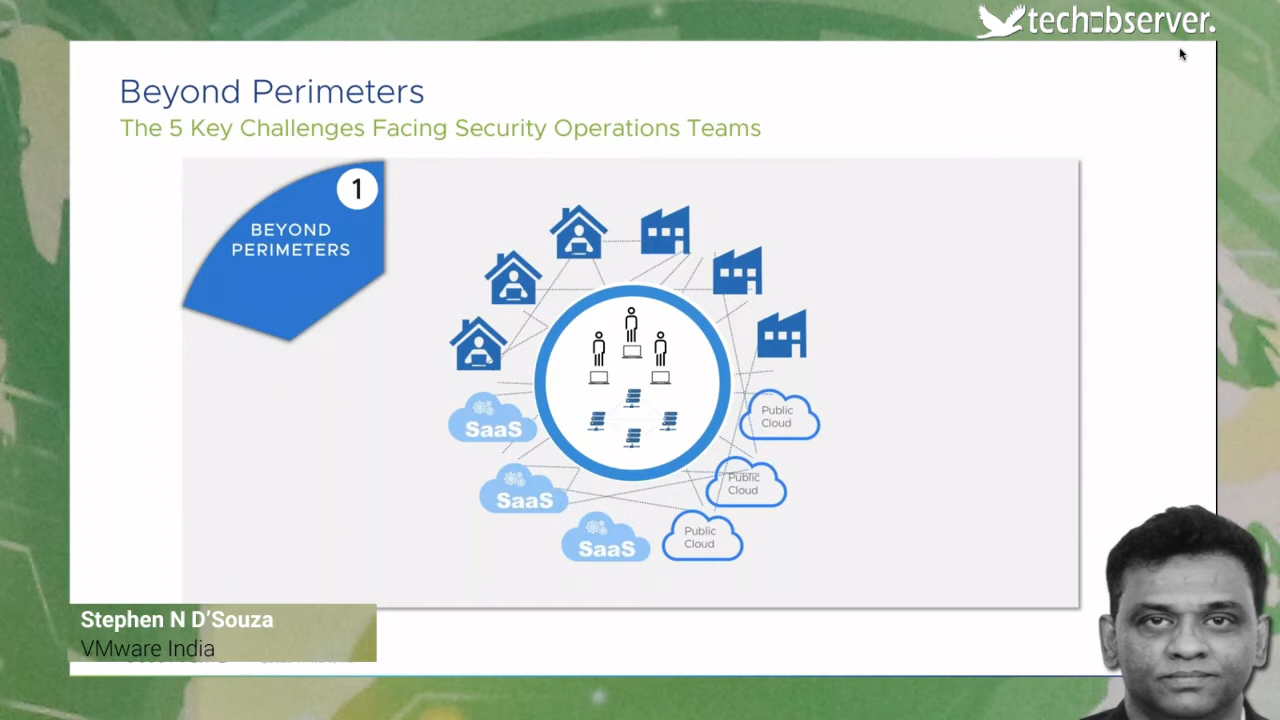 techobserver.
Beyond Perimeters
The 5 Key Challenges Facing Security Operations Teams
1
BEYOND
PERIMETERS
SaaS
SaaS
SaaS
Public
Cloud
Public
Cloud
Public
Cloud
Stephen N D’Souza
VMware India